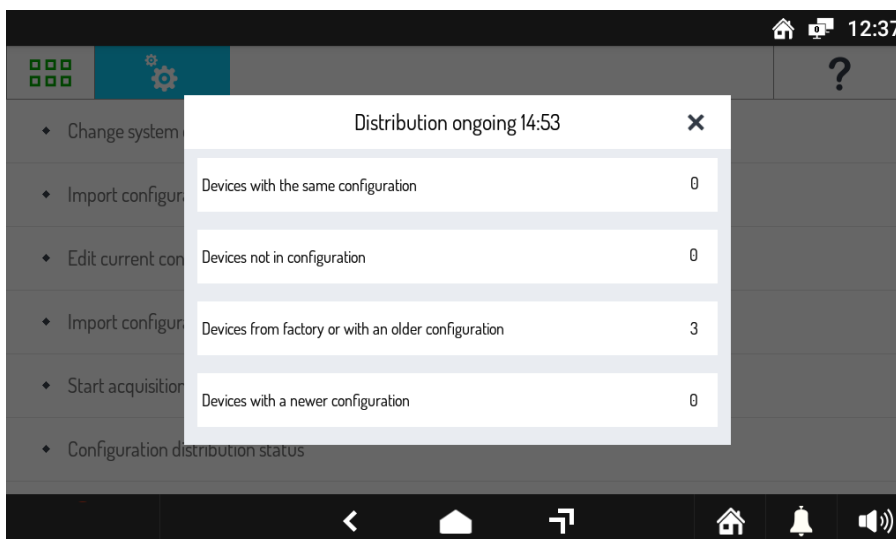 12:37
?
Distribution ongoing 14:53
Change system
Devices with the same configuration 0
Import configur
Edit current con
Devices not in configuration 0
Import configur
Devices from factory or with an older configuration 3
Start acquisition
Devices with a newer configuration 0
Configuration distribution status